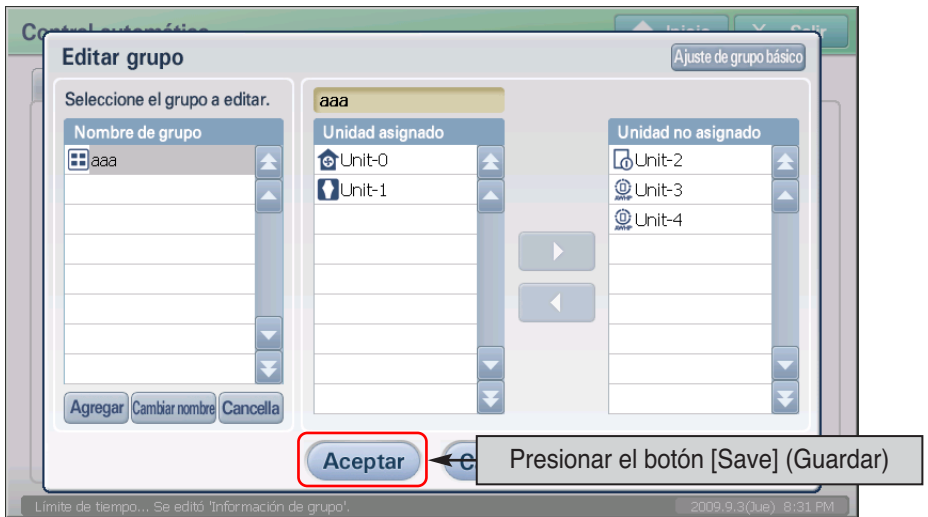 Control automático
Inicio
X Salir
Editar grupo
Ajuste de grupo básico
Seleccione el grupo a editar.
Nombre de grupo
aaa
Agregar
Cambiar nombre
Cancella
aaa
Unidad asignado
Unit-0
Unit-1
Unidad no asignado
Unit-2
Unit-3
Unit-4
Aceptar
C
Presionar el botón [Save] (Guardar)
Límite de tiempo... Se editó 'Información de grupo'.
2009.9.3(Jue) 8:31 PM